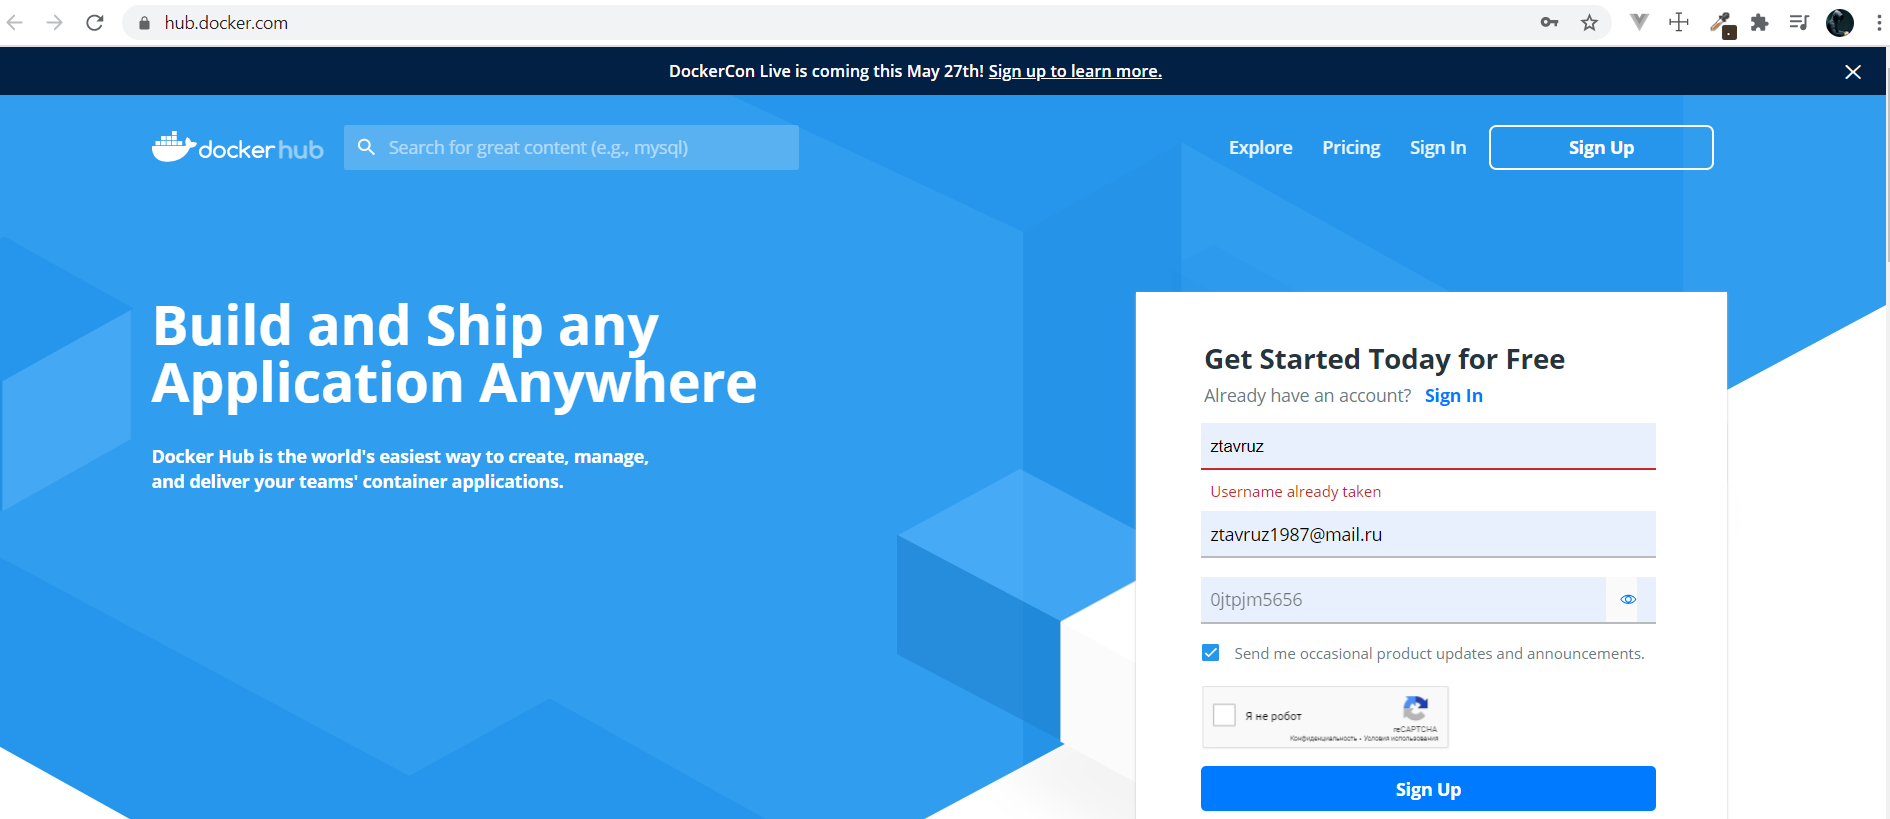 hub.docker.com
DockerCon Live is coming this May 27th! Sign up to learn more.
docker hub
Search for great content (e.g., mysql)
Explore
Pricing
Sign In
Sign Up
Build and Ship any
Application Anywhere
Docker Hub is the world's easiest way to create, manage,
and deliver your teams' container applications.
Get Started Today for Free
Already have an account? Sign In
ztavruz
Username already taken
ztavruz1987@mail.ru
0jtpjm5656
Send me occasional product updates and announcements.
Я не робот
reCAPTCHA
Конфиденциальность - Условия использования
Sign Up